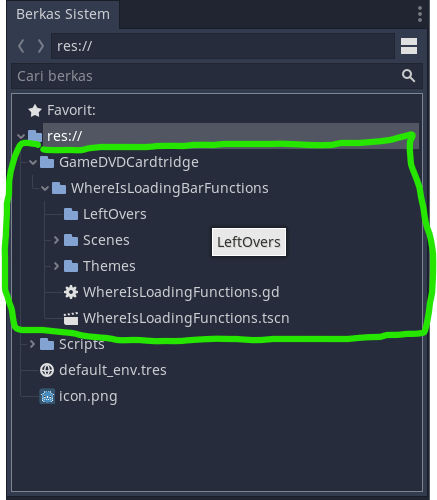 Berkas Sistem
res://
Cari berkas
Favorit:
res://
GameDVDCardtridge
WhereIsLoadingBarFunctions
LeftOvers
Scenes
LeftOvers
Themes
WhereIsLoadingFunctions.gd
WhereIsLoadingFunctions.tscn
Scripts
default_env.tres
icon.png